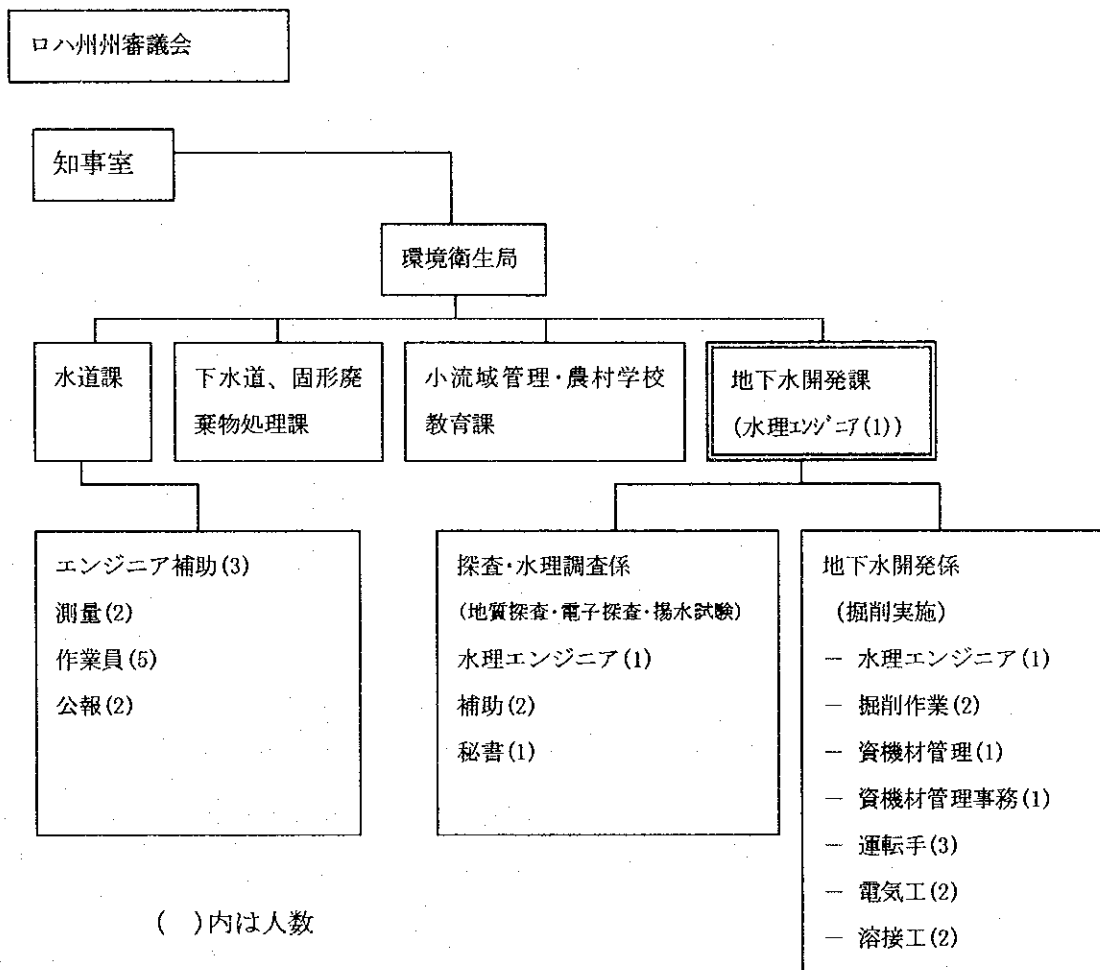 ロハ州州審議会
知事室
環境衛生局
水道課
下水道、固形廃
棄物処理課
小流域管理・農村学校
教育課
地下水開発課
(水理エンジニア(1))
エンジニア補助(3)
測量(2)
作業員(5)
公報(2)
探査・水理調査係
(地質探査・電子探査・揚水試験)
水理エンジニア(1)
補助(2)
秘書(1)
地下水開発係
(掘削実施)
― 水理エンジニア(1)
― 掘削作業(2)
― 資機材管理(1)
― 資機材管理事務(1)
― 運転手(3)
― 電気工(2)
― 溶接工(2)
(　)内は人数